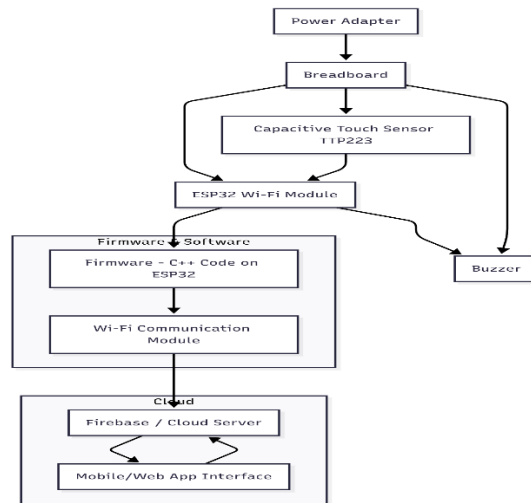 Power Adapter
Breadboard
Capacitive Touch Sensor
TTP223
ESP32 Wi-Fi Module
Firmware & Software
Firmware - C++ Code on
ESP32
Buzzer
Wi-Fi Communication
Module
Cloud
Firebase / Cloud Server
Mobile/Web App Interface